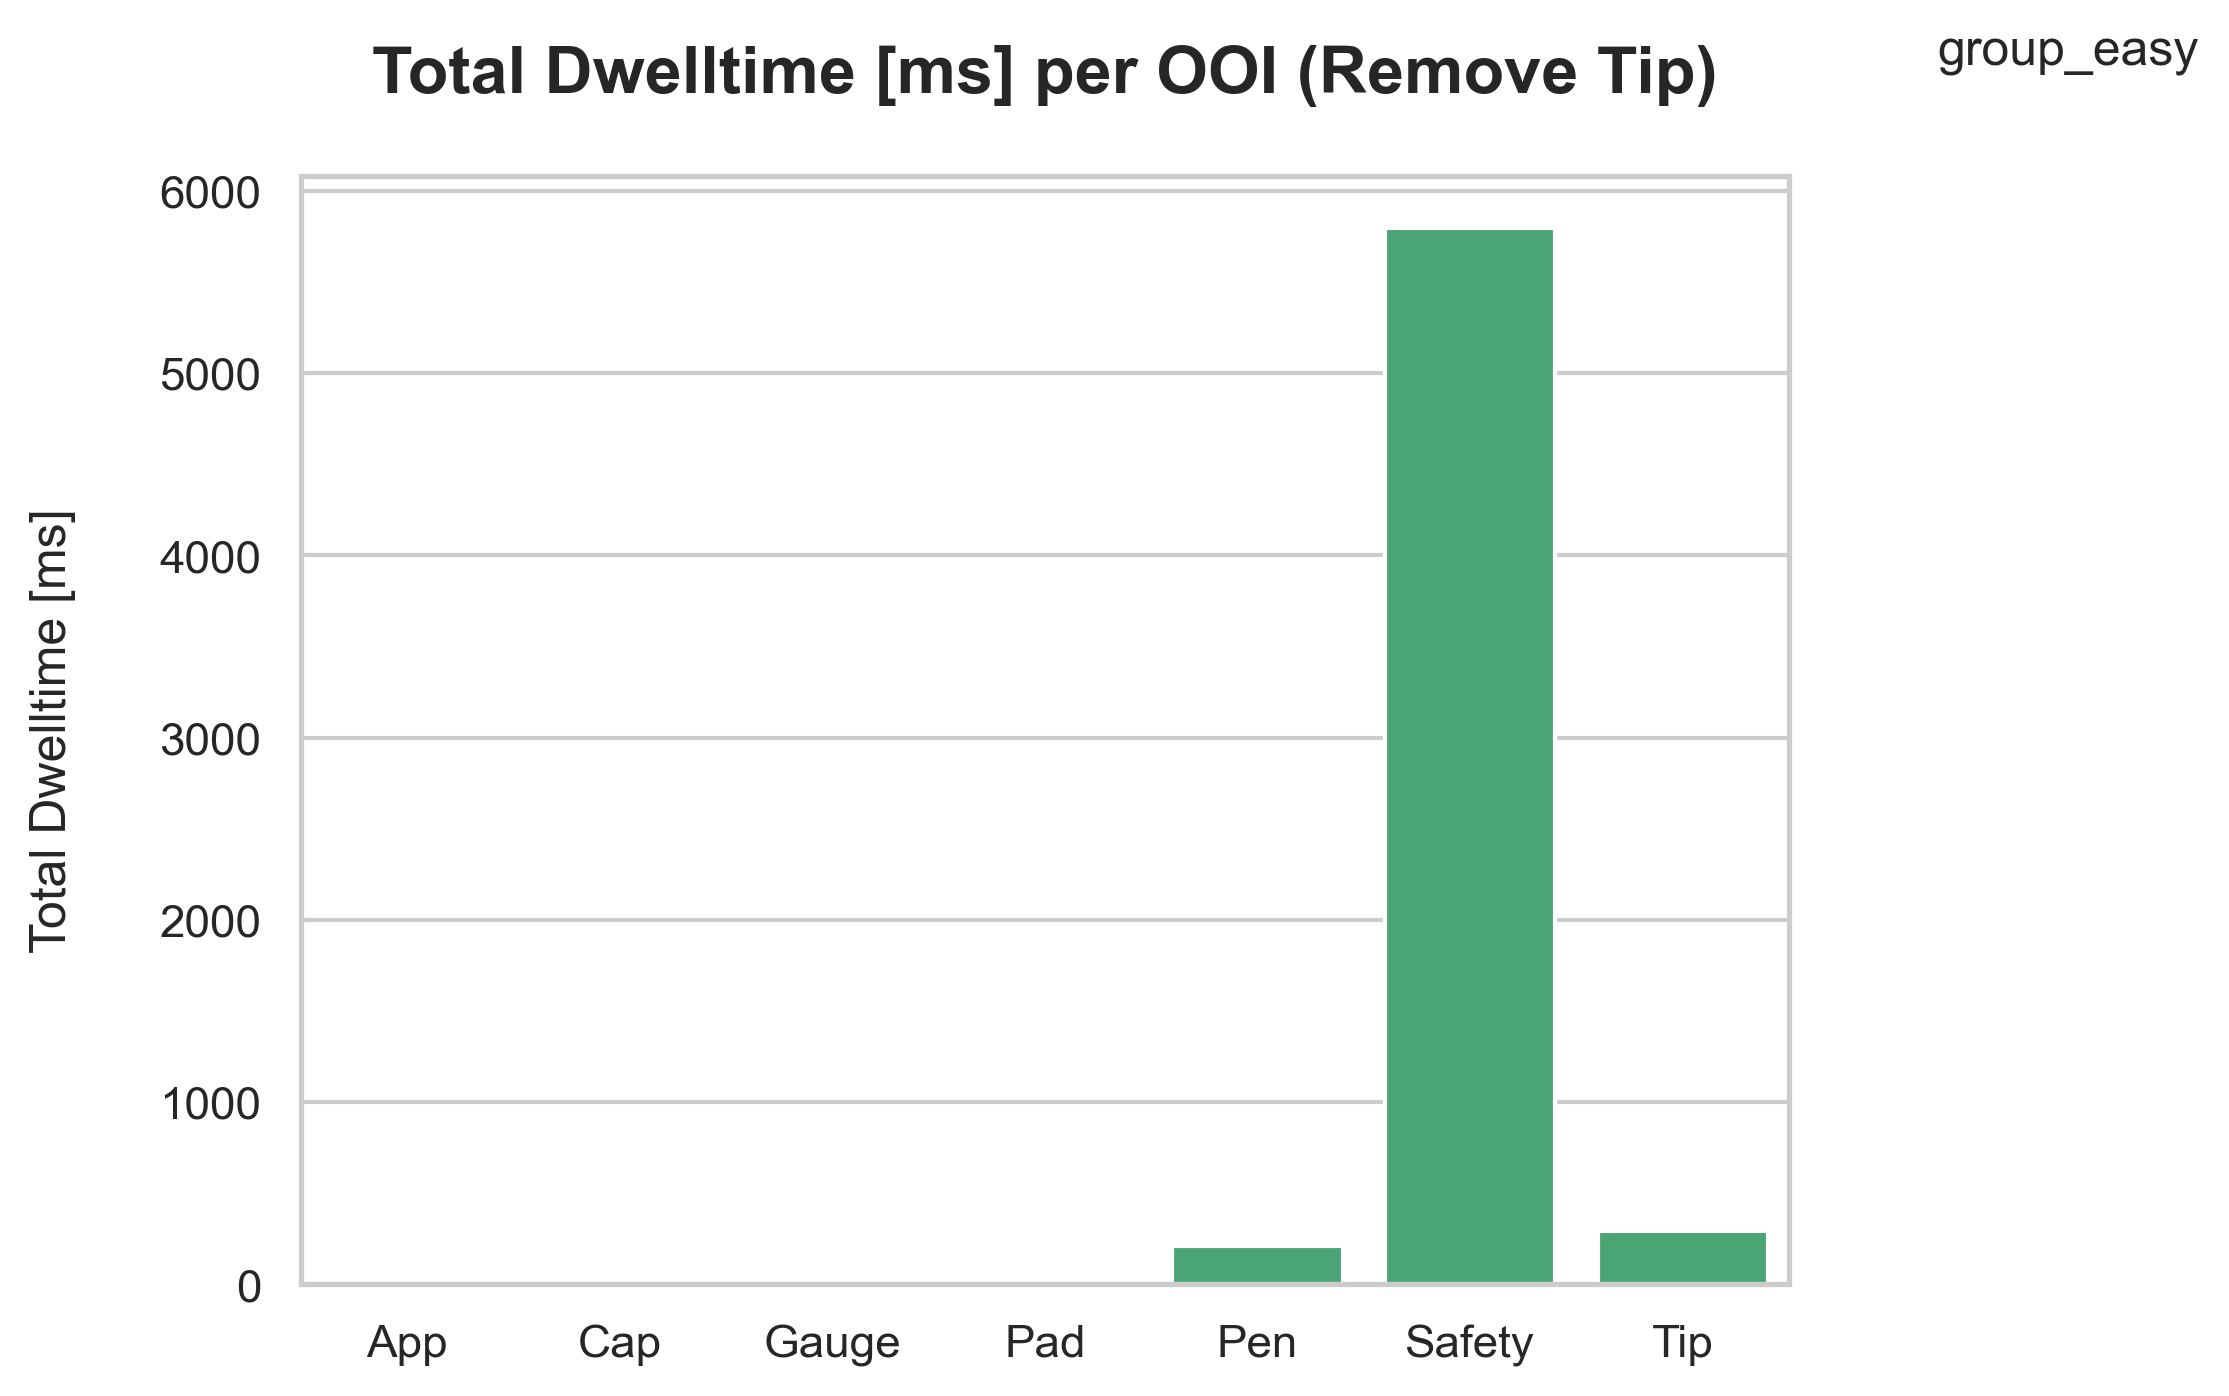 Total Dwelltime [ms] per OOI (Remove Tip)
group_easy
Total Dwelltime [ms]
6000
5000
4000
3000
2000
1000
0
App Cap Gauge Pad Pen Safety Tip